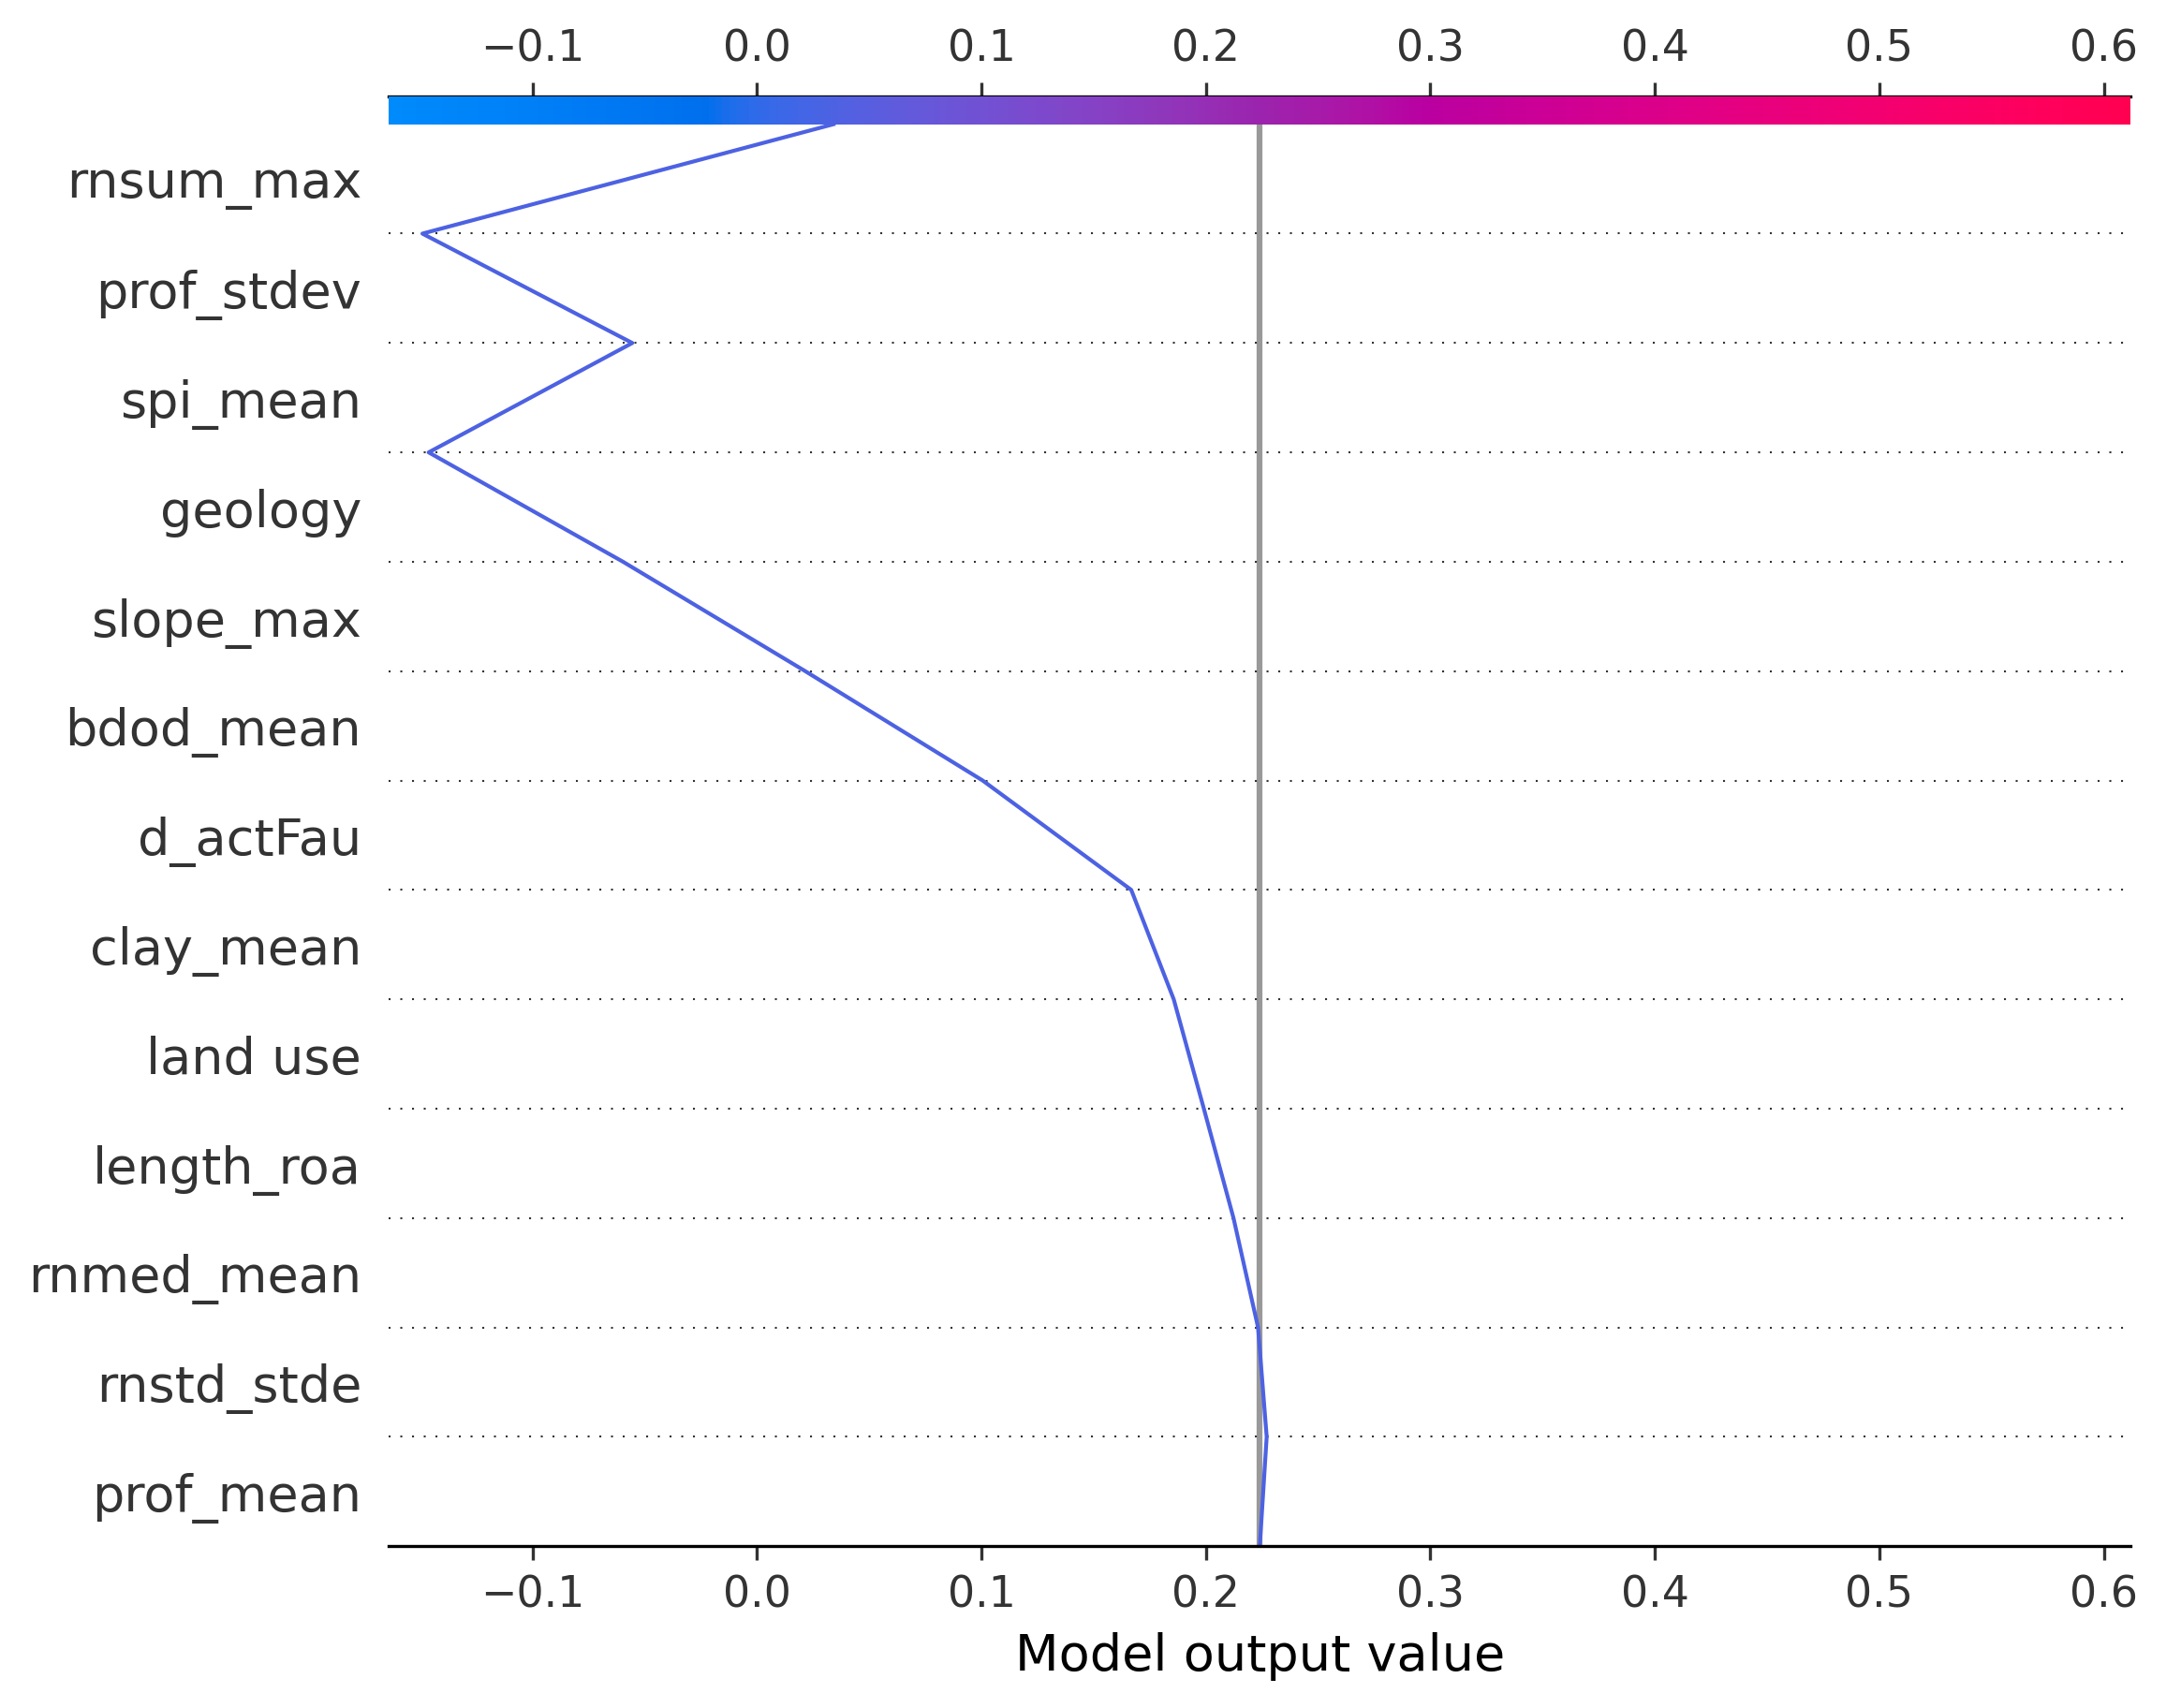 −0.1 0.0 0.1 0.2 0.3 0.4 0.5 0.6
rnsum_max
prof_stdev
spi_mean
geology
slope_max
bdod_mean
d_actFau
clay_mean
land use
length_roa
rnmed_mean
rnstd_stde
prof_mean
−0.1 0.0 0.1 0.2 0.3 0.4 0.5 0.6
Model output value